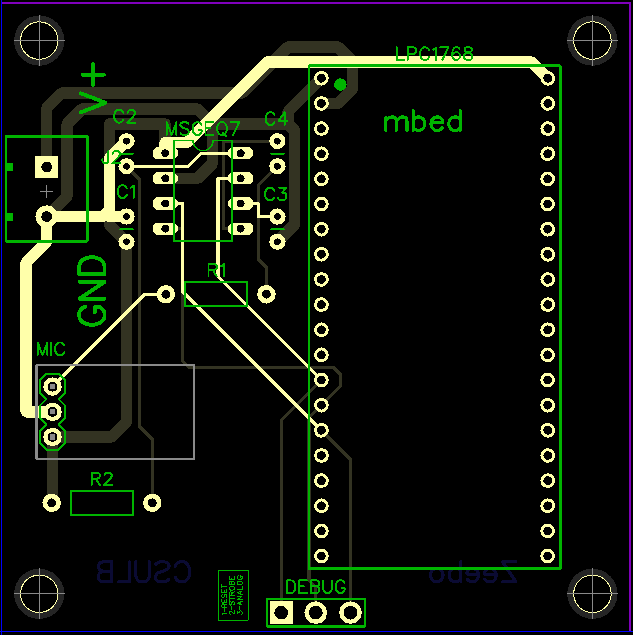 LPC1768
V+
C2
MSGEQ7
C4
mbed
J2
C1
C3
GND
R1
MIC
R2
CSULB
Zeebo
1-RESET
2-STROBE
3-ANALOG
DEBUG